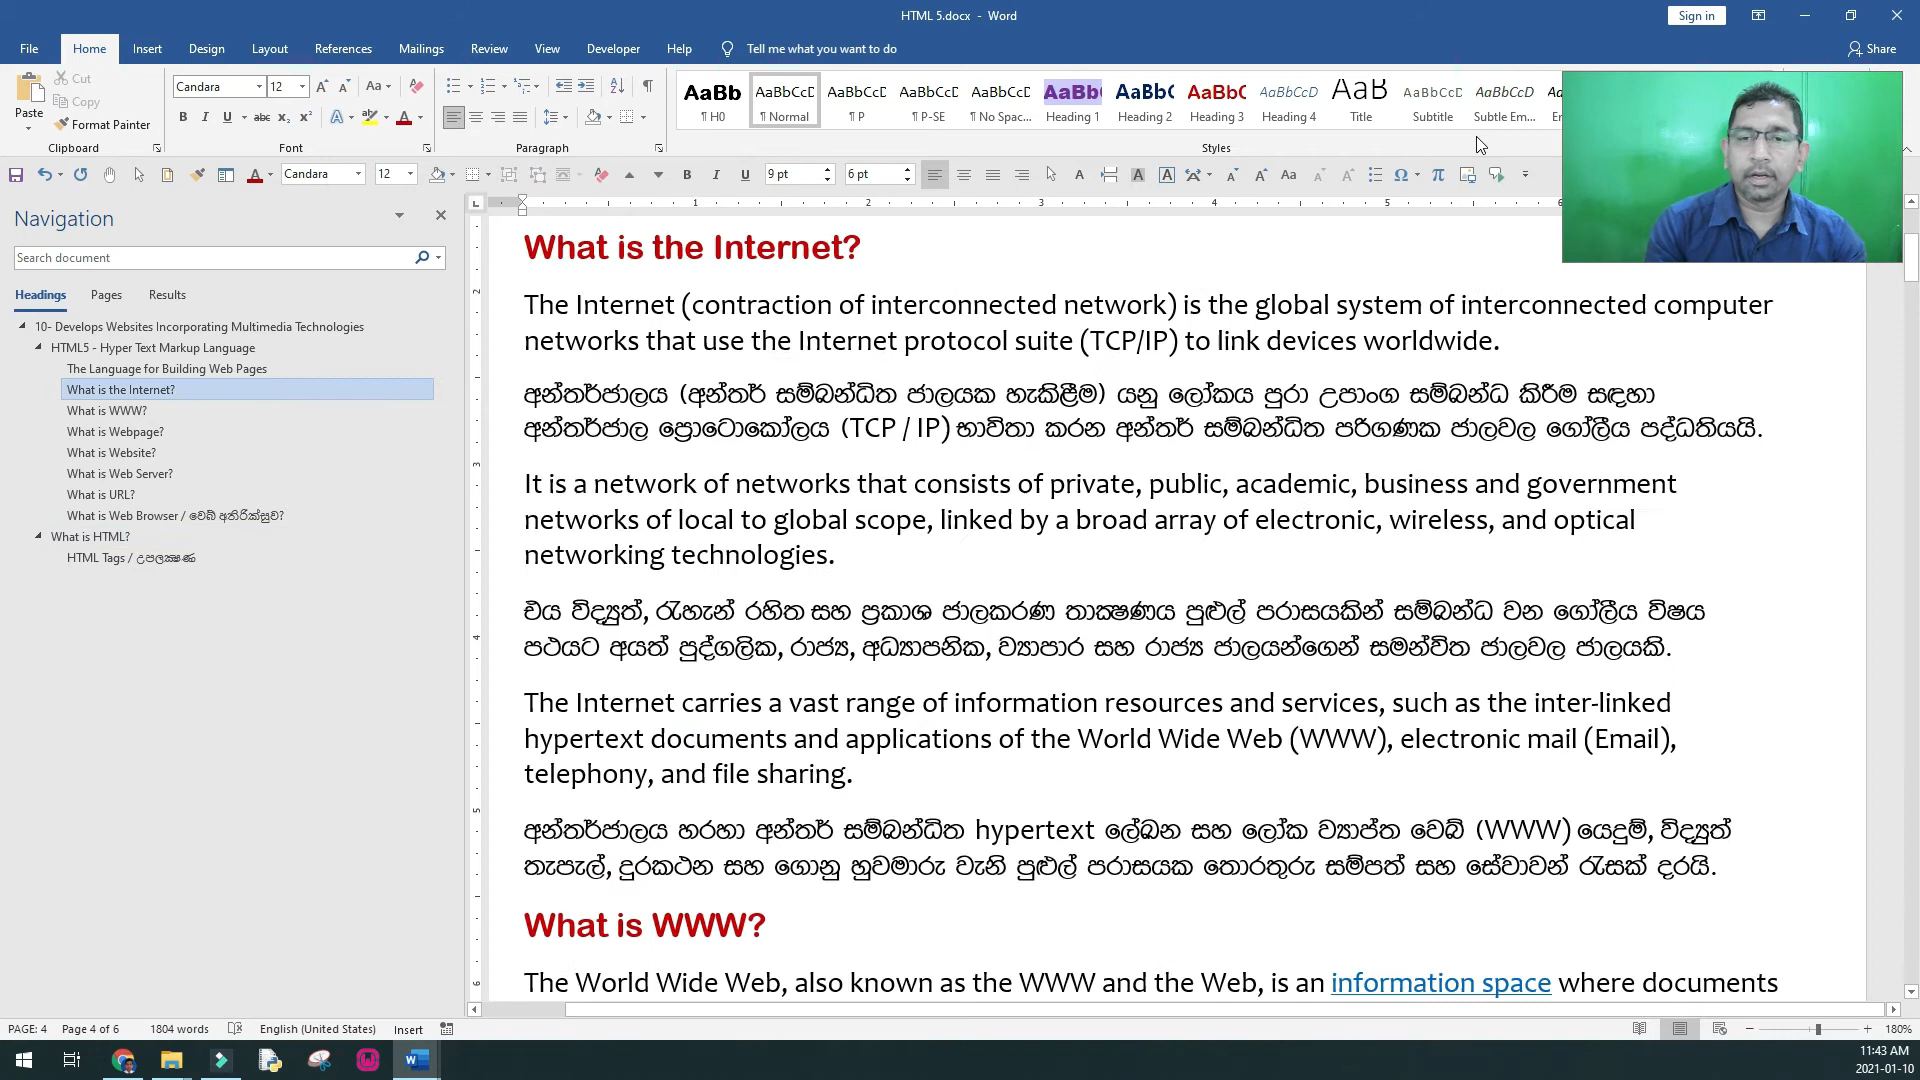 HTML 5.docx - Word
Sign in
File Home Insert Design Layout References Mailings Review View Developer Help Tell me what you want to do Share
Paste Cut Copy Format Painter
Candara 12
AaBb AaBbCcD AaBbCcD AaBbCcD AaBbCcD AaBb( AaBbC AaBbC AaBbCcD AaB AaBbCcD AaBbCcD
¶ H0 ¶ Normal ¶ P ¶ P-SE ¶ No Spac... Heading 1 Heading 2 Heading 3 Heading 4 Title Subtitle Subtle Em...
Clipboard Font Paragraph Styles
Candara 12 9 pt 6 pt
Navigation
Search document
Headings Pages Results
10- Develops Websites Incorporating Multimedia Technologies
HTML5 - Hyper Text Markup Language
The Language for Building Web Pages
What is the Internet?
What is WWW?
What is Webpage?
What is Website?
What is Web Server?
What is URL?
What is Web Browser / වෙබ් අතිරික්සුව?
What is HTML?
HTML Tags / උපලක්‍ෂණ
What is the Internet?
The Internet (contraction of interconnected network) is the global system of interconnected computer
networks that use the Internet protocol suite (TCP/IP) to link devices worldwide.
අන්තර්ජාලය (අන්තර් සම්බන්ධිත ජාලයක හැකිළීම) යනු ලෝකය පුරා උපාංග සම්බන්ධ කිරීම සඳහා
අන්තර්ජාල ප්‍රොටොකෝලය (TCP / IP) භාවිතා කරන අන්තර් සම්බන්ධිත පරිගණක ජාලවල ගෝලීය පද්ධතියයි.
It is a network of networks that consists of private, public, academic, business and government
networks of local to global scope, linked by a broad array of electronic, wireless, and optical
networking technologies.
එය විද්‍යුත්, රැහැන් රහිත සහ ප්‍රකාශ ජාලකරණ තාක්‍ෂණය පුළුල් පරාසයකින් සම්බන්ධ වන ගෝලීය විෂය
පථයට අයත් පුද්ගලික, රාජ්‍ය, අධ්‍යාපනික, ව්‍යාපාර සහ රාජ්‍ය ජාලයන්ගෙන් සමන්විත ජාලවල ජාලයකි.
The Internet carries a vast range of information resources and services, such as the inter-linked
hypertext documents and applications of the World Wide Web (WWW), electronic mail (Email),
telephony, and file sharing.
අන්තර්ජාලය හරහා අන්තර් සම්බන්ධිත hypertext ලේඛන සහ ලෝක ව්‍යාප්ත වෙබ් (WWW) යෙදුම්, විද්‍යුත්
තැපැල්, දුරකථන සහ ගොනු හුවමාරු වැනි පුළුල් පරාසයක තොරතුරු සම්පත් සහ සේවාවන් රැසක් දරයි.
What is WWW?
The World Wide Web, also known as the WWW and the Web, is an information space where documents
PAGE: 4 Page 4 of 6 1804 words English (United States) Insert 180%
11:43 AM
2021-01-10